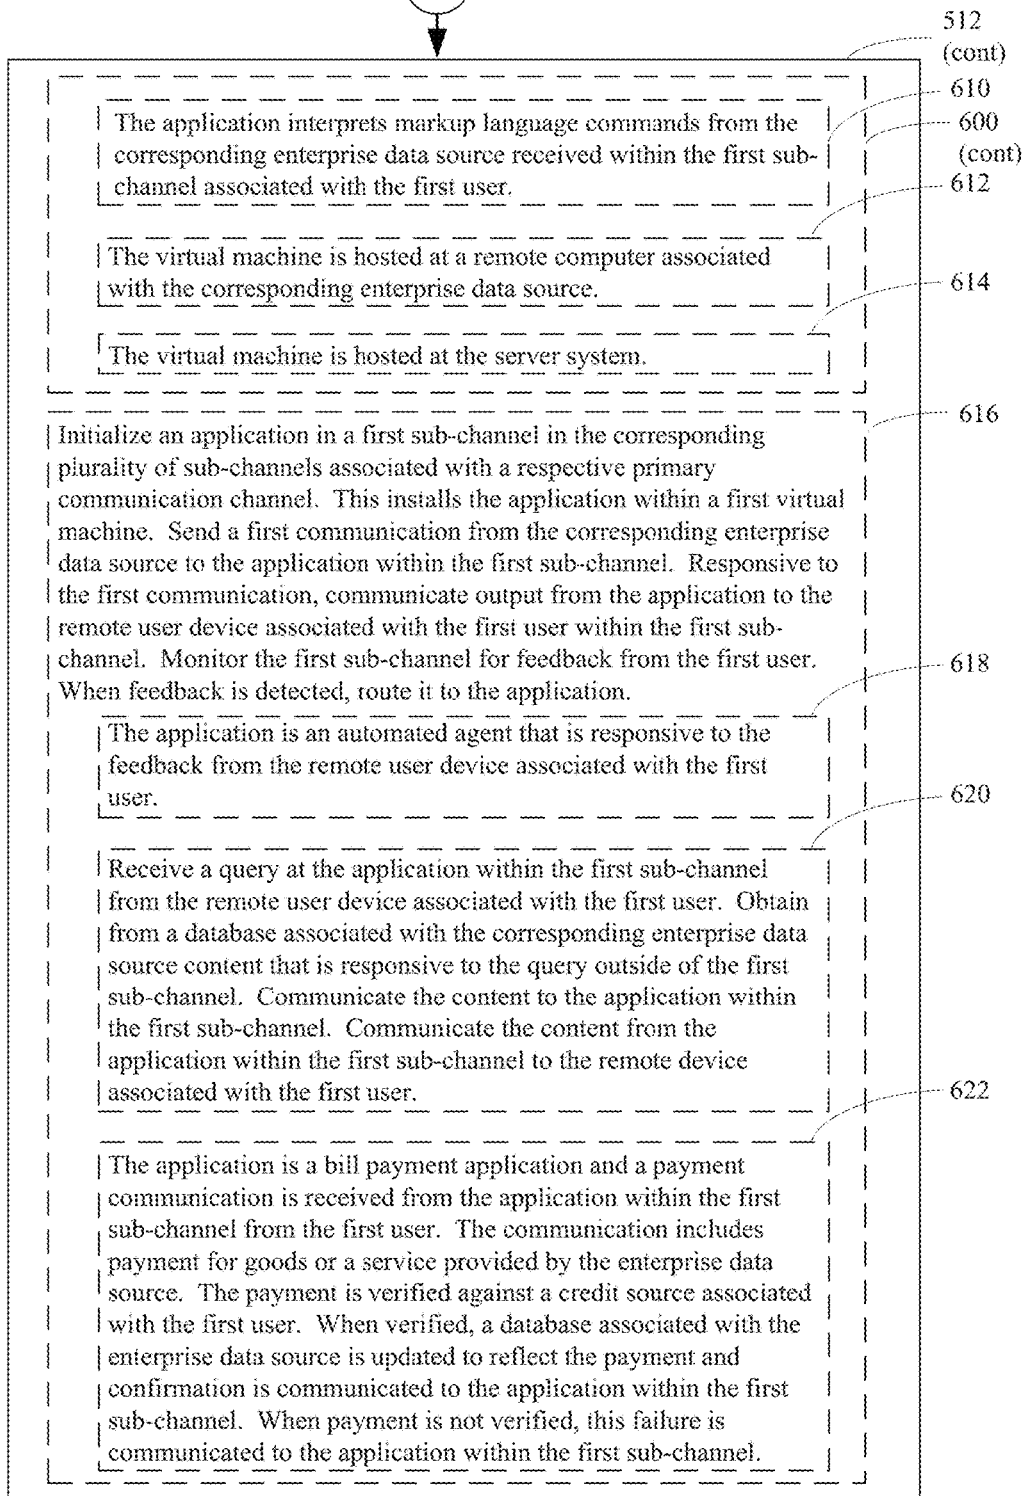 512
(cont)
610
600
(cont)
The application interprets markup language commands from the
corresponding enterprise data source received within the first sub-
channel associated with the first user.
612
The virtual machine is hosted at a remote computer associated
with the corresponding enterprise data source.
614
The virtual machine is hosted at the server system.
616
Initialize an application in a first sub-channel in the corresponding
plurality of sub-channels associated with a respective primary
communication channel. This installs the application within a first virtual
machine. Send a first communication from the corresponding enterprise
data source to the application within the first sub-channel. Responsive to
the first communication, communicate output from the application to the
remote user device associated with the first user within the first sub-
channel. Monitor the first sub-channel for feedback from the first user.
When feedback is detected, route it to the application.
618
The application is an automated agent that is responsive to the
feedback from the remote user device associated with the first
user.
620
Receive a query at the application within the first sub-channel
from the remote user device associated with the first user. Obtain
from a database associated with the corresponding enterprise data
source content that is responsive to the query outside of the first
sub-channel. Communicate the content to the application within
the first sub-channel. Communicate the content from the
application within the first sub-channel to the remote device
associated with the first user.
622
The application is a bill payment application and a payment
communication is received from the application within the first
sub-channel from the first user. The communication includes
payment for goods or a service provided by the enterprise data
source. The payment is verified against a credit source associated
with the first user. When verified, a database associated with the
enterprise data source is updated to reflect the payment and
confirmation is communicated to the application within the first
sub-channel. When payment is not verified, this failure is
communicated to the application within the first sub-channel.